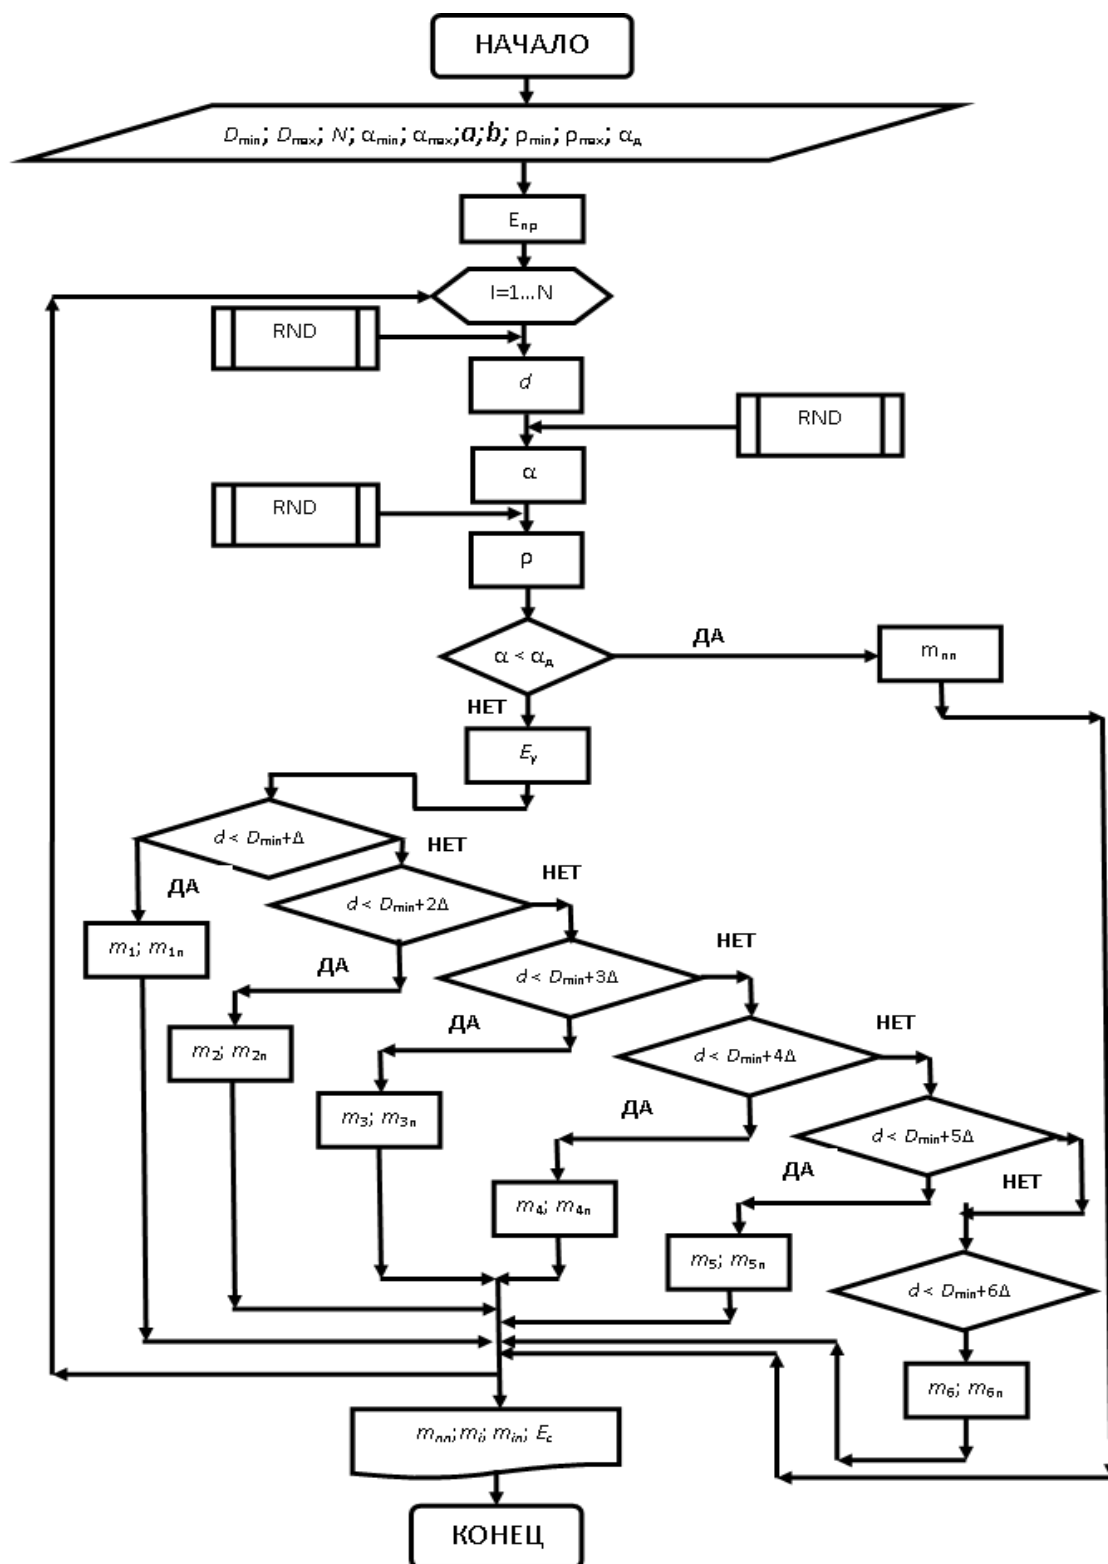 НАЧАЛО
D_min; D_max; N; α_min; α_max; a; b; ρ_min; ρ_max; α_д
E_пр
I=1...N
RND
d
RND
α
RND
ρ
α < α_д
ДА
m_пп
НЕТ
E_у
d < D_min+Δ
НЕТ
ДА
d < D_min+2Δ
НЕТ
m_1; m_1п
ДА
d < D_min+3Δ
НЕТ
m_2; m_2п
ДА
d < D_min+4Δ
НЕТ
m_3; m_3п
ДА
d < D_min+5Δ
НЕТ
m_4; m_4п
ДА
m_5; m_5п
d < D_min+6Δ
m_6; m_6п
m_пп; m_i; m_iп; E_с
КОНЕЦ